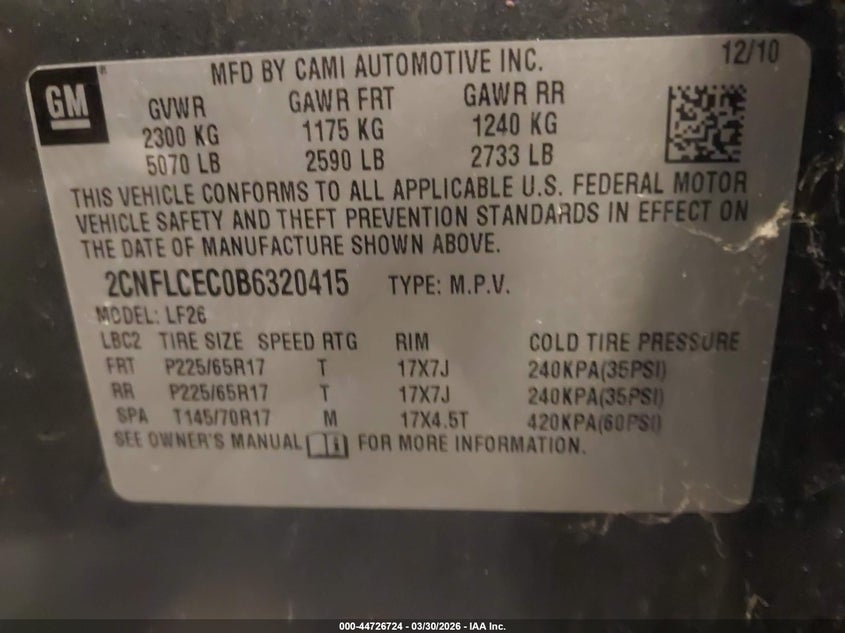 12/10
MFD BY CAMI AUTOMOTIVE INC.
GM
GVWR GAWR FRT GAWR RR
2300 KG 1175 KG 1240 KG
5070 LB 2590 LB 2733 LB
THIS VEHICLE CONFORMS TO ALL APPLICABLE U.S. FEDERAL MOTOR
VEHICLE SAFETY AND THEFT PREVENTION STANDARDS IN EFFECT ON
THE DATE OF MANUFACTURE SHOWN ABOVE.
2CNFLCEC0B6320415 TYPE: M.P.V.
MODEL: LF26
LBC2 TIRE SIZE SPEED RTG RIM COLD TIRE PRESSURE
FRT P225/65R17 T 17X7J 240KPA(35PSI)
RR P225/65R17 T 17X7J 240KPA(35PSI)
SPA T145/70R17 M 17X4.5T 420KPA(60PSI)
SEE OWNER'S MANUAL FOR MORE INFORMATION.
000-44726724 — 03/30/2026 — IAA Inc.